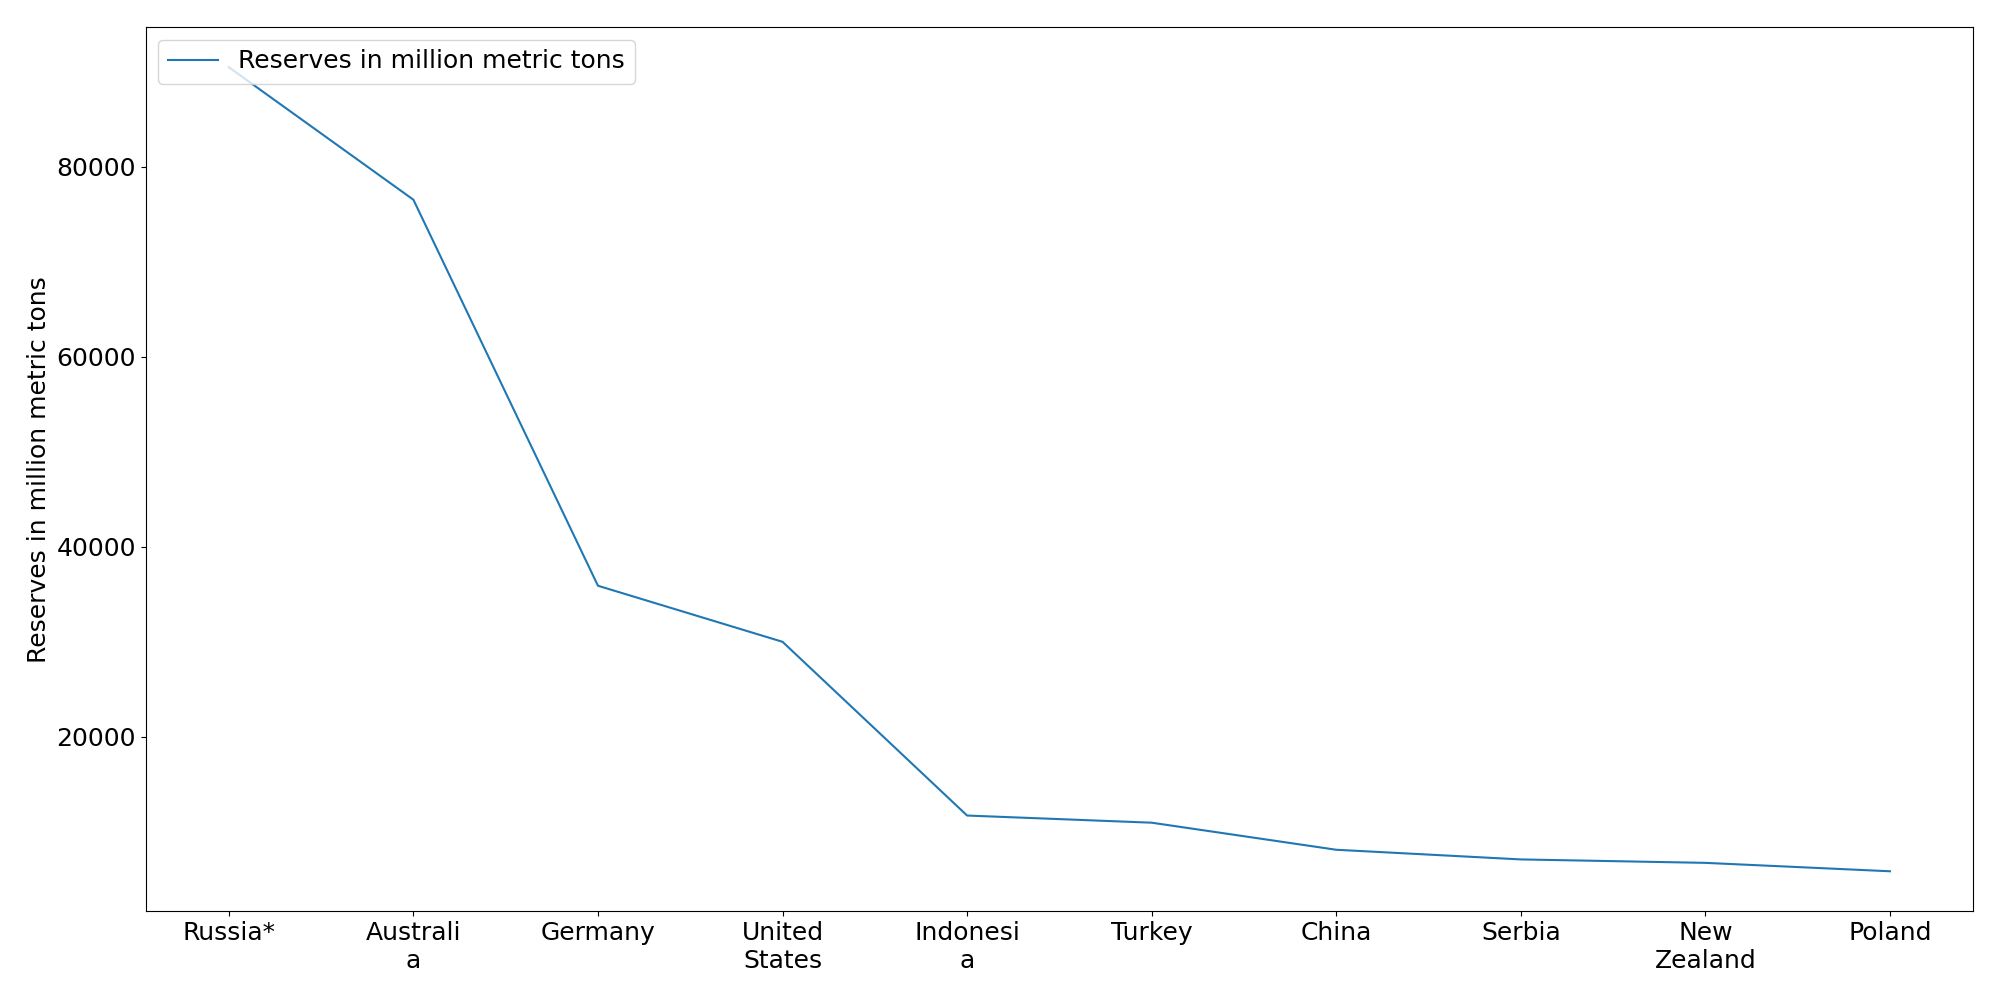 Reserves in million metric tons
Reserves in million metric tons
80000
60000
40000
20000
Russia*
Australi
a
Germany
United
States
Indonesi
a
Turkey
China
Serbia
New
Zealand
Poland